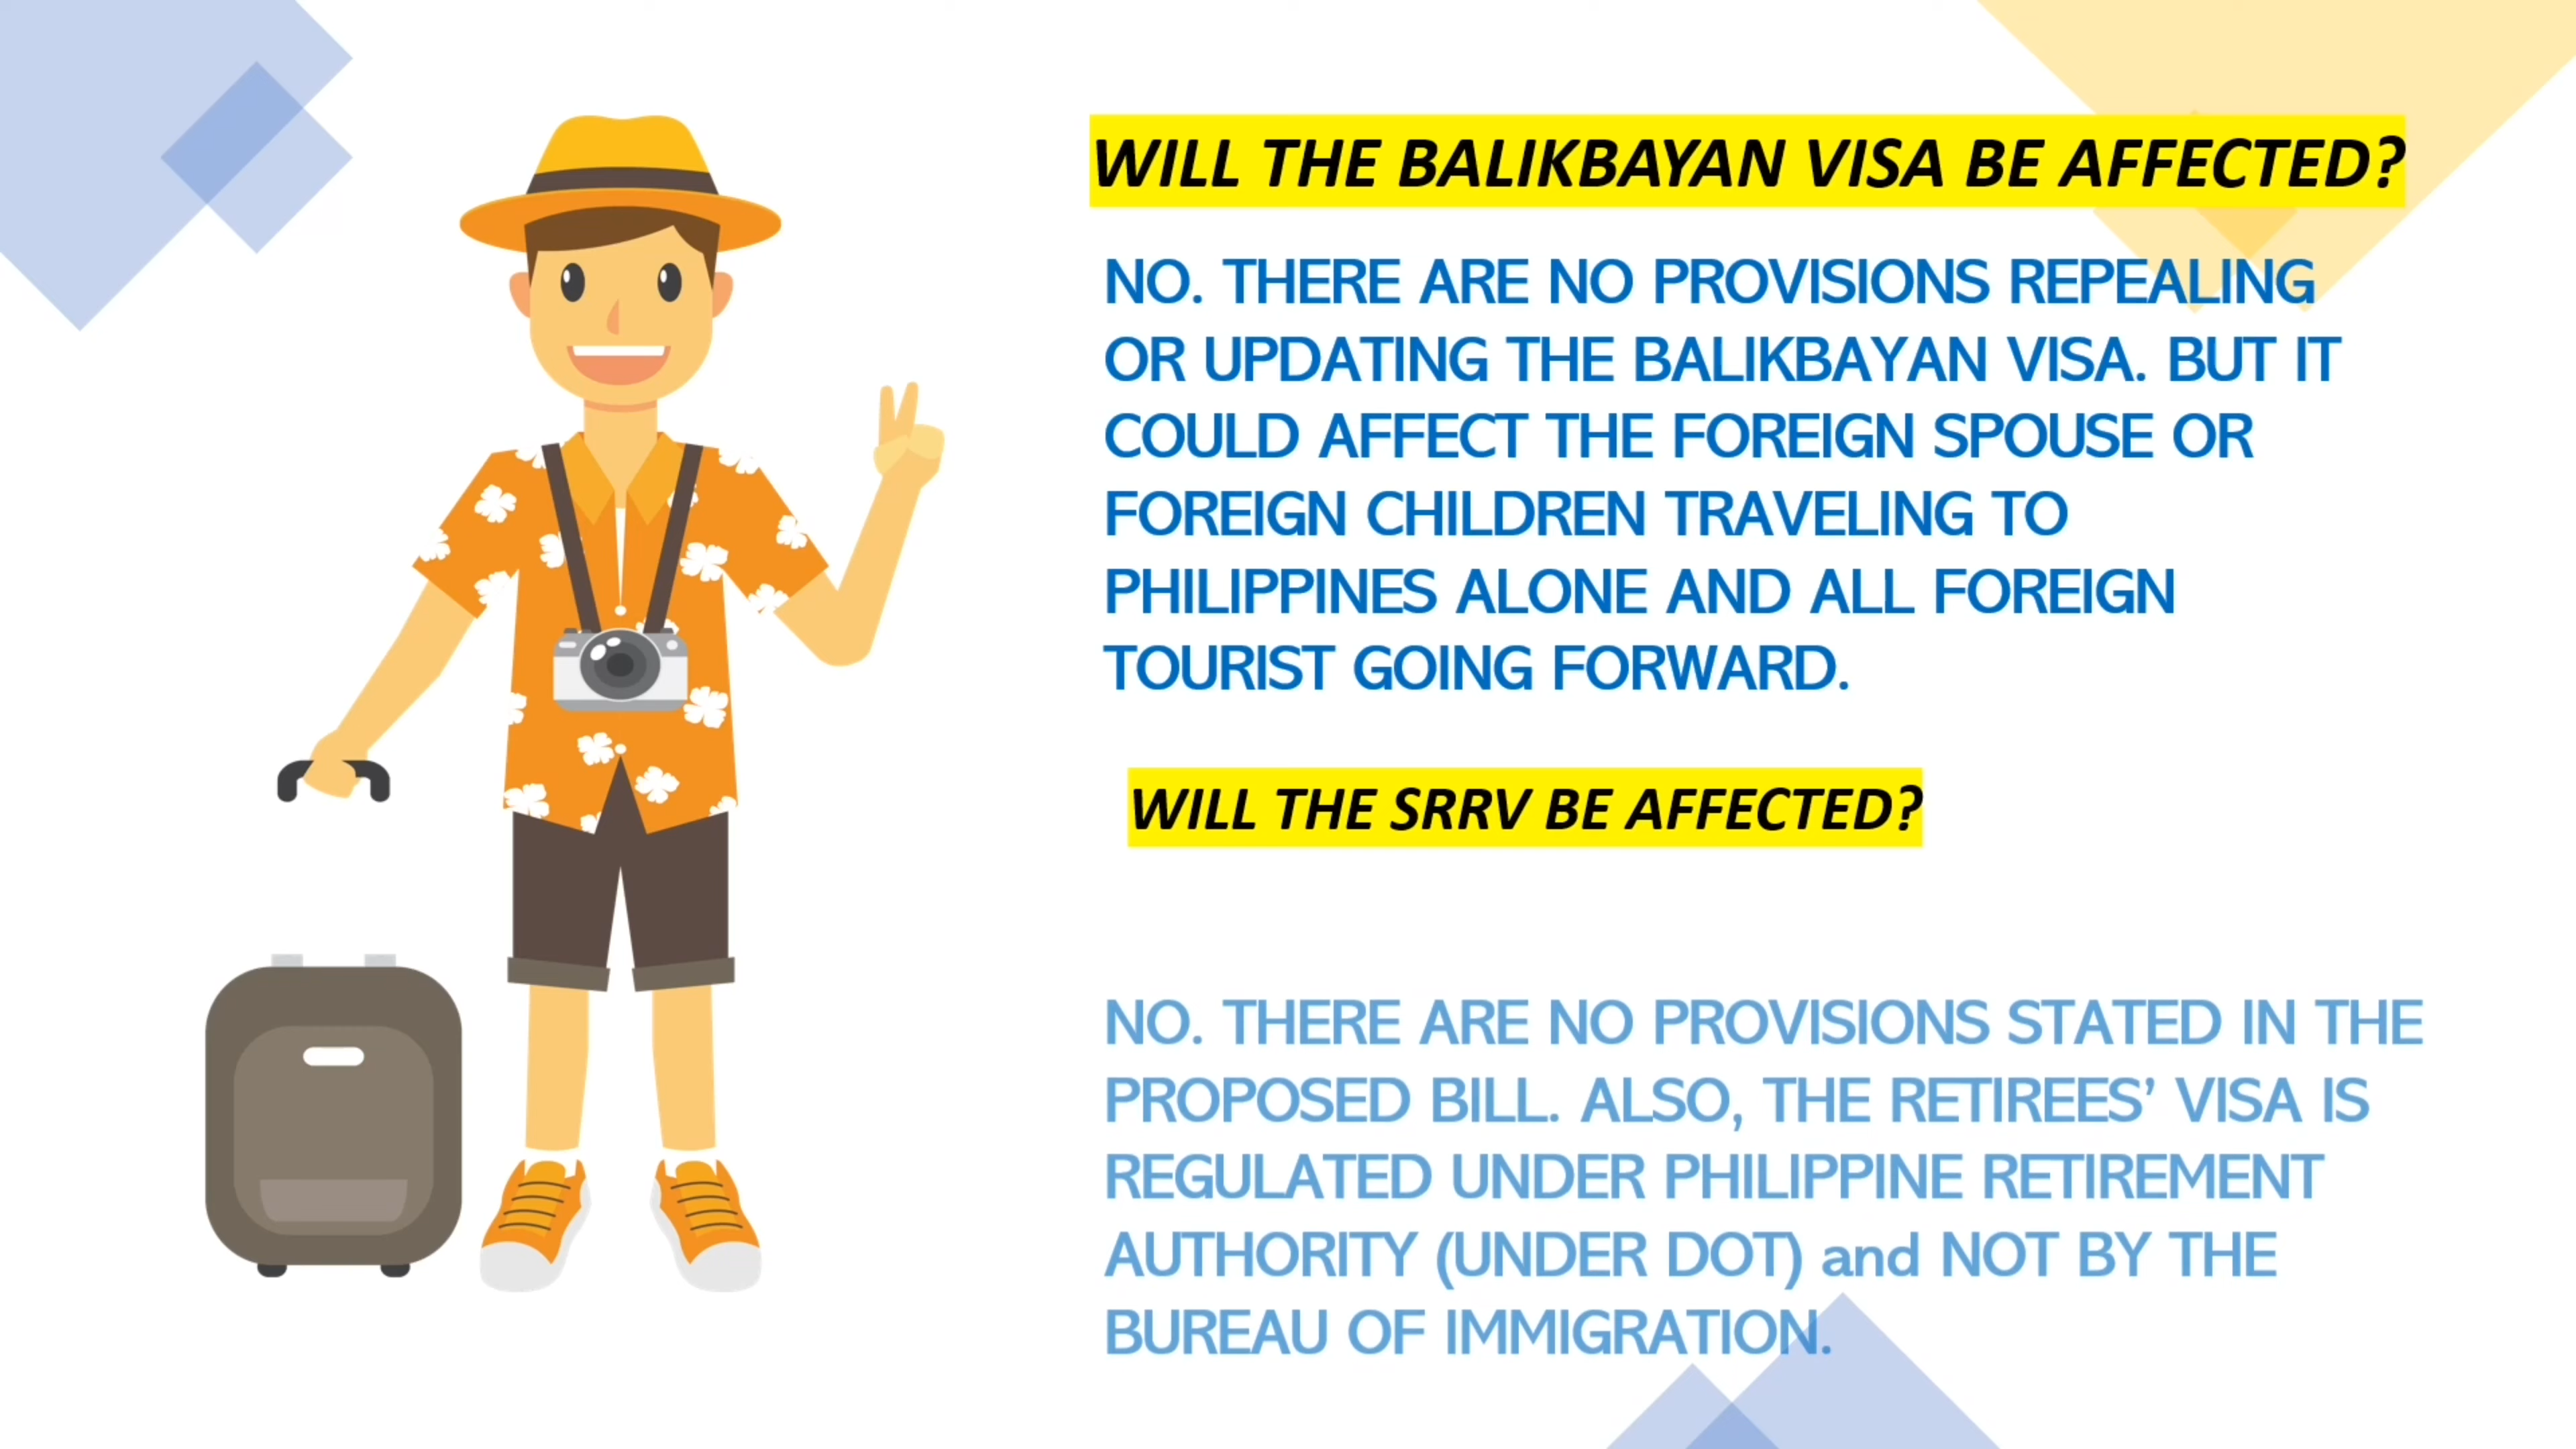 WILL THE BALIKBAYAN VISA BE AFFECTED?
NO. THERE ARE NO PROVISIONS REPEALING
OR UPDATING THE BALIKBAYAN VISA. BUT IT
COULD AFFECT THE FOREIGN SPOUSE OR
FOREIGN CHILDREN TRAVELING TO
PHILIPPINES ALONE AND ALL FOREIGN
TOURIST GOING FORWARD.
WILL THE SRRV BE AFFECTED?
NO. THERE ARE NO PROVISIONS STATED IN THE
PROPOSED BILL. ALSO, THE RETIREES’ VISA IS
REGULATED UNDER PHILIPPINE RETIREMENT
AUTHORITY (UNDER DOT) and NOT BY THE
BUREAU OF IMMIGRATION.